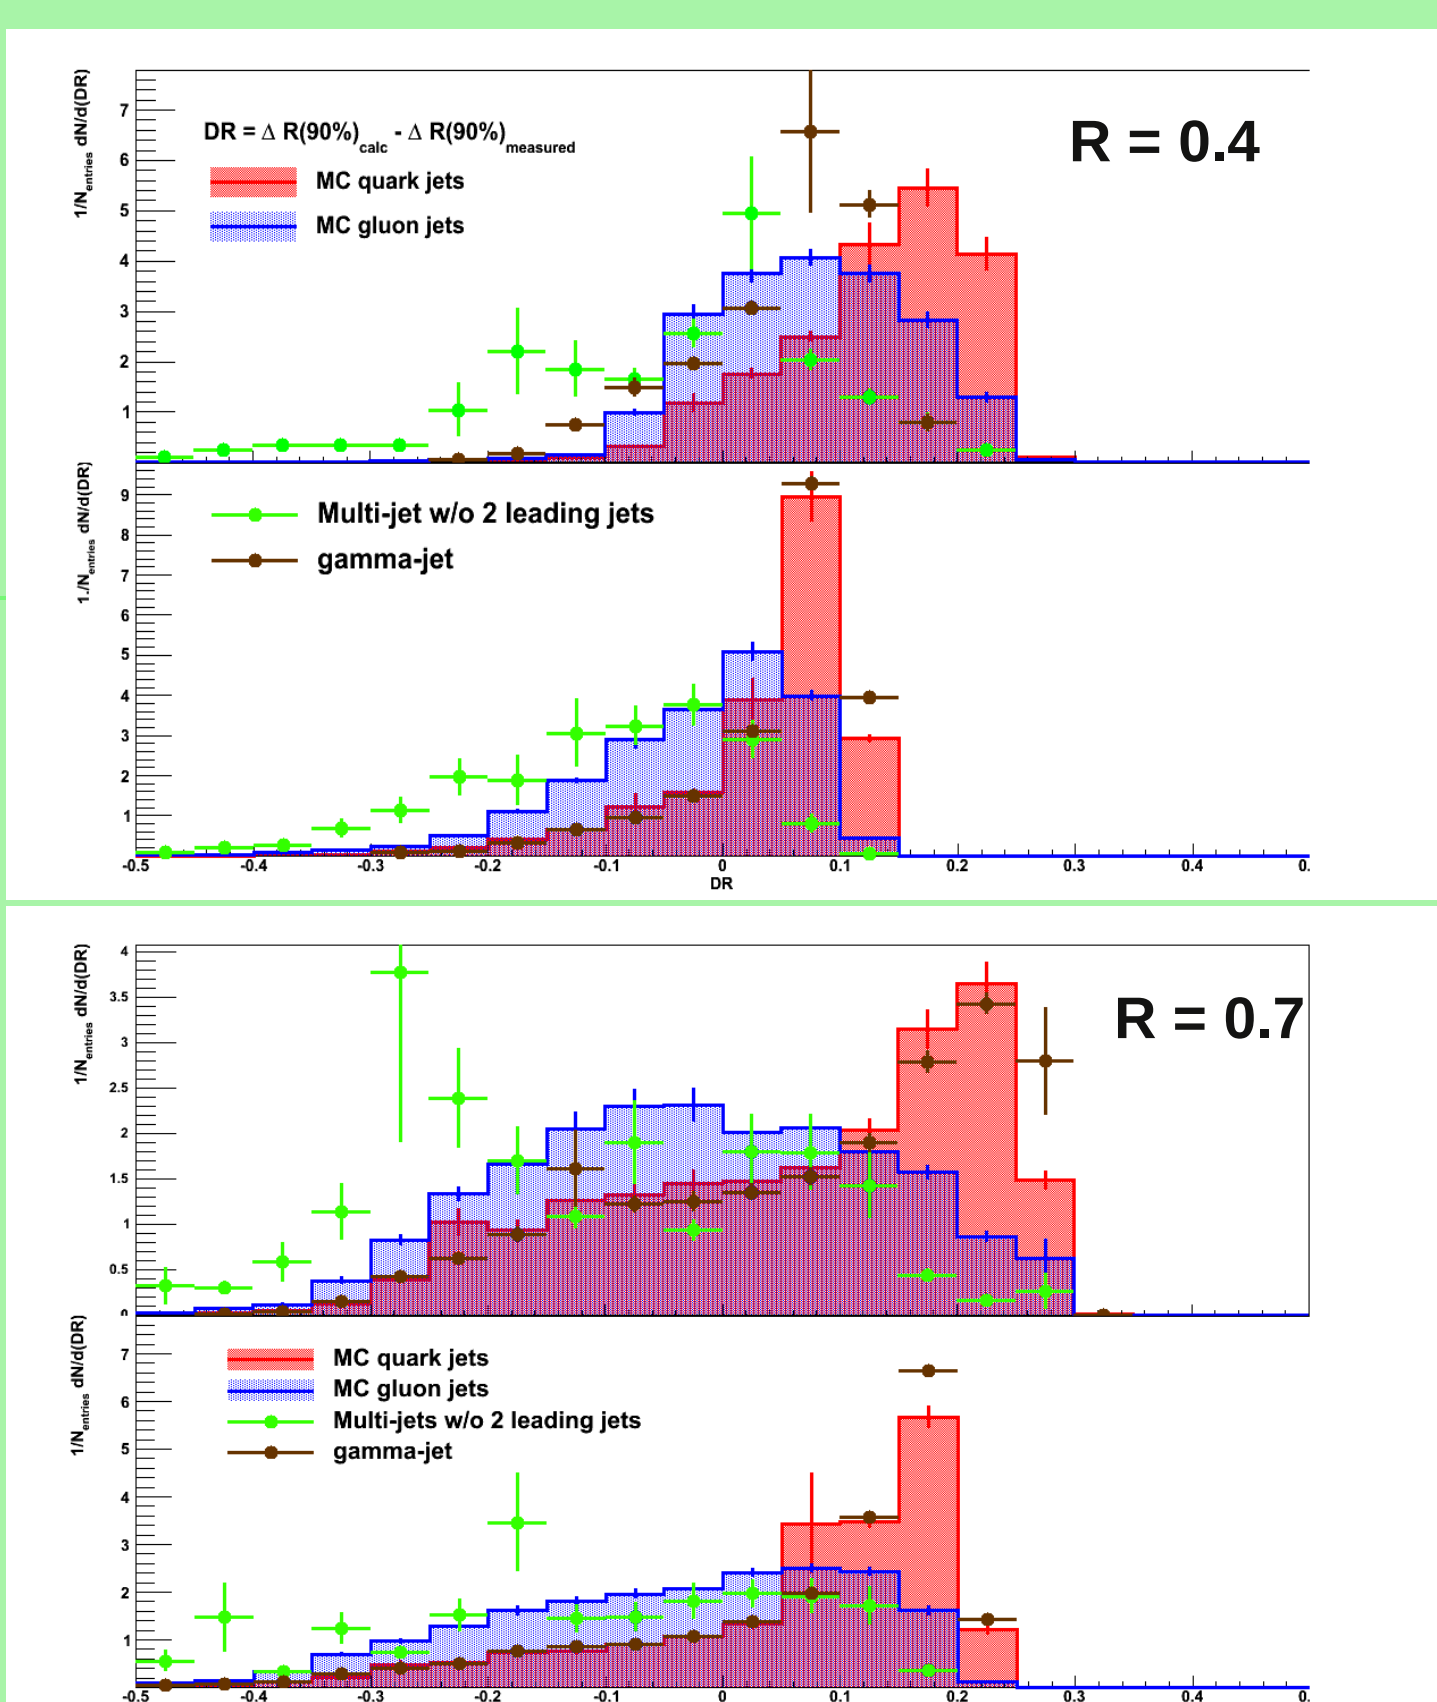 1/N_entries dN/d(DR)
R = 0.4
DR = Δ R(90%)_calc - Δ R(90%)_measured
MC quark jets
MC gluon jets
7
6
5
4
3
2
1
1./N_entries dN/d(DR)
Multi-jet w/o 2 leading jets
gamma-jet
9
8
7
6
5
4
3
2
1
-0.5 -0.4 -0.3 -0.2 -0.1 0 0.1 0.2 0.3 0.4 0.
DR
1/N_entries dN/d(DR)
R = 0.7
4
3.5
3
2.5
2
1.5
1
0.5
0
1/N_entries dN/d(DR)
MC quark jets
MC gluon jets
Multi-jets w/o 2 leading jets
gamma-jet
7
6
5
4
3
2
1
-0.5 -0.4 -0.3 -0.2 -0.1 0 0.1 0.2 0.3 0.4 0.